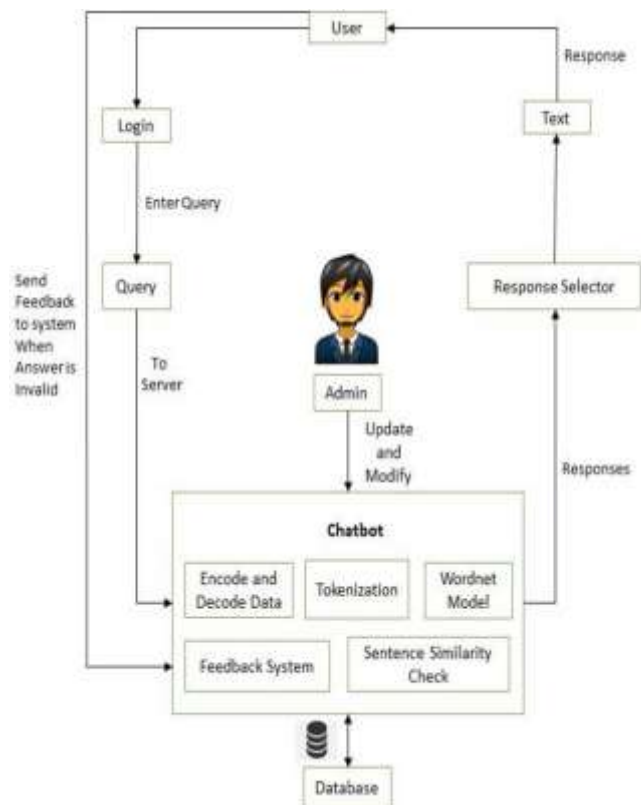 User
Response
Login
Text
Enter Query
Send
Feedback
to system
When
Answer is
Invalid
Query
Response Selector
To
Server
Admin
Update
and
Modify
Responses
Chatbot
Encode and
Decode Data
Tokenization
Wordnet
Model
Feedback System
Sentence Similarity
Check
Database